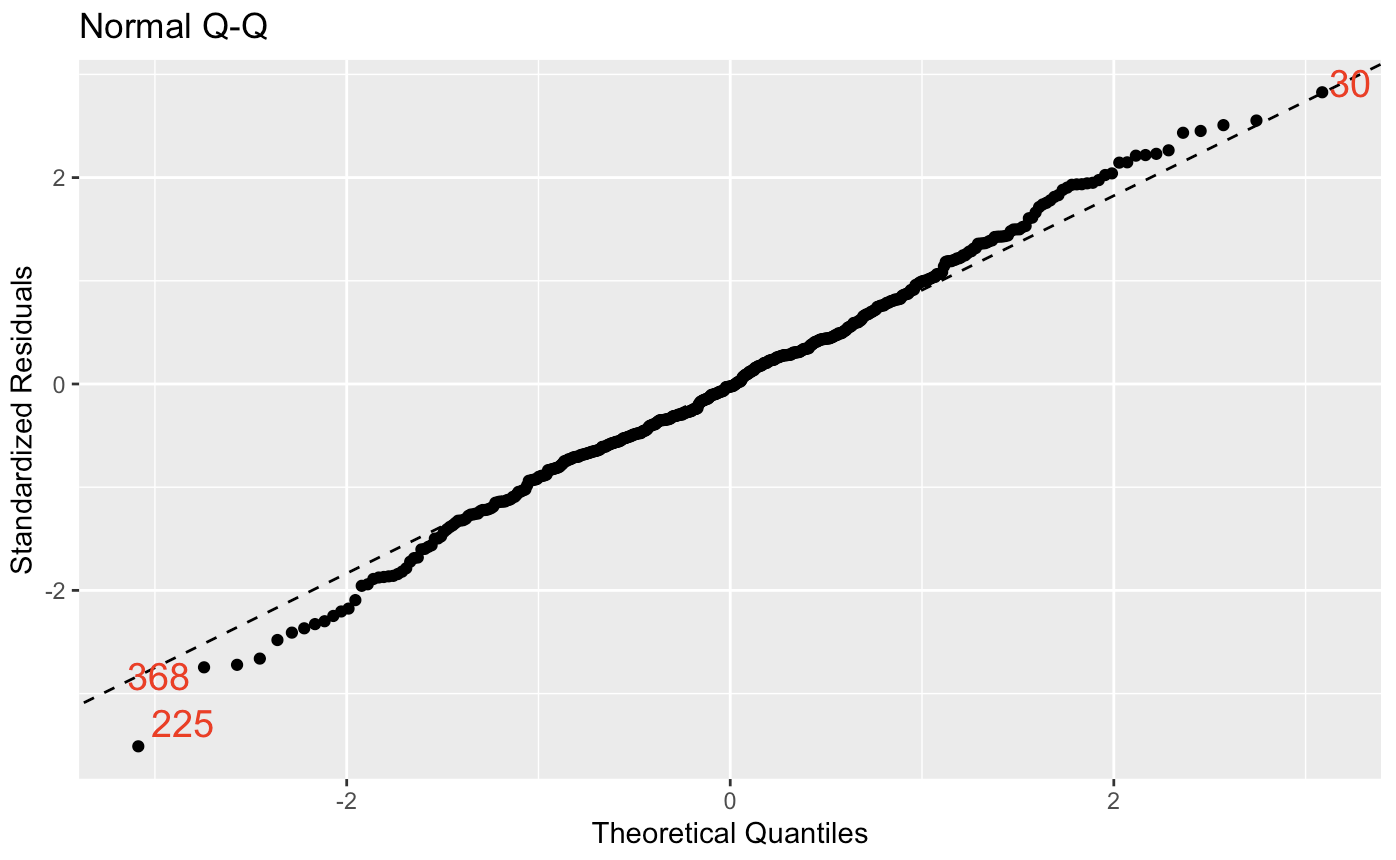 Normal Q-Q
30
2
0
-2
368
225
-2 0 2
Standardized Residuals
Theoretical Quantiles